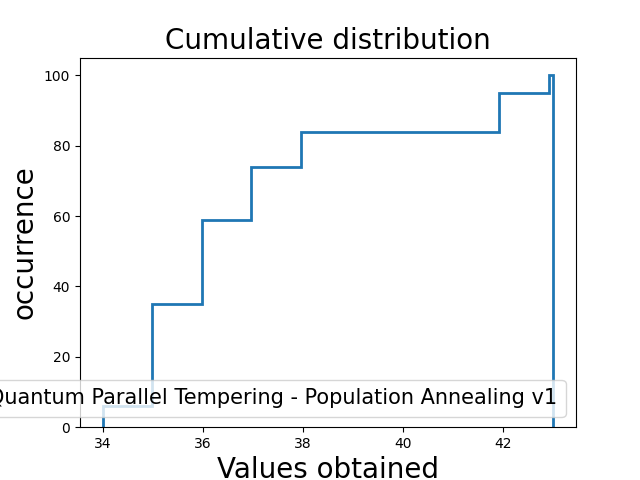 Cumulative distribution
100
80
60
40
20
0
occurrence
Quantum Parallel Tempering - Population Annealing v1
34 36 38 40 42
Values obtained